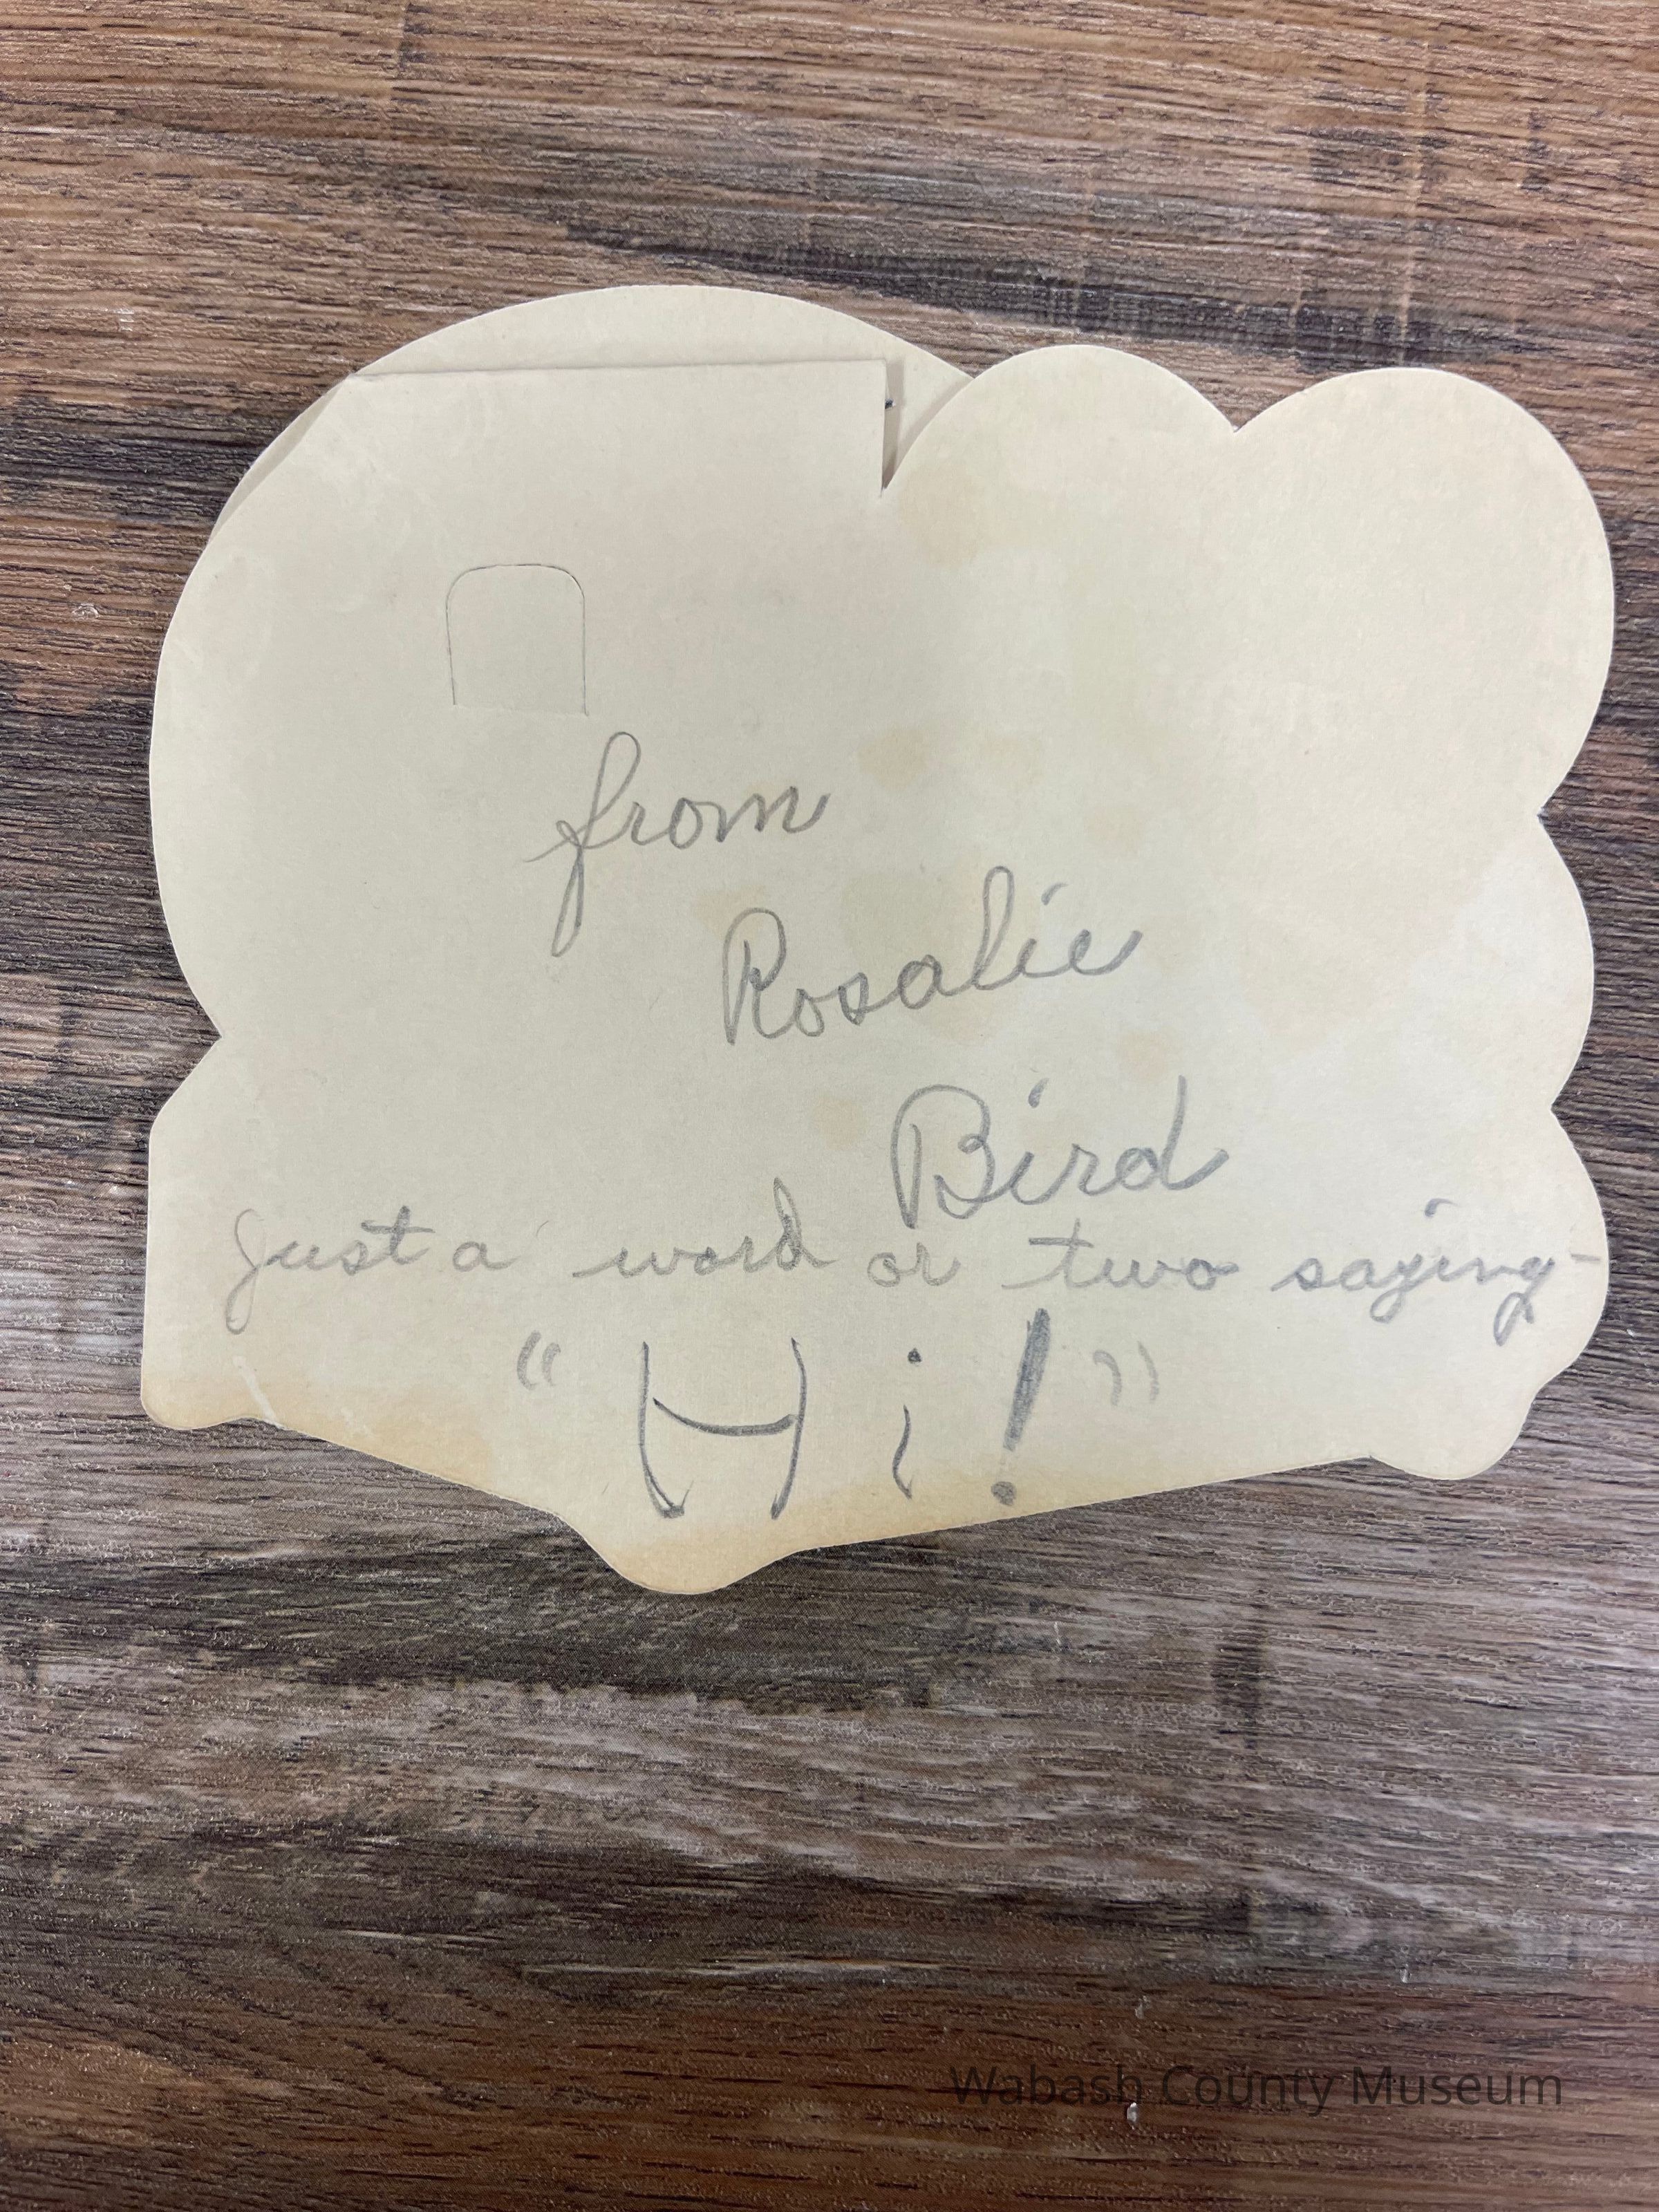 from
Rosalie
Bird
just a word or two saying-
"Hi!"
Wabash County Museum